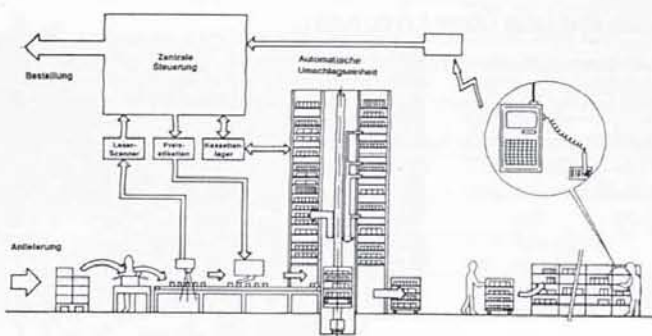 Zentrale
Steuerung
Bestellung
Automatische
Umschlagseinheit
Laser-
Scanner
Preis-
etiketten
Kassetten-
lager
Anlieferung